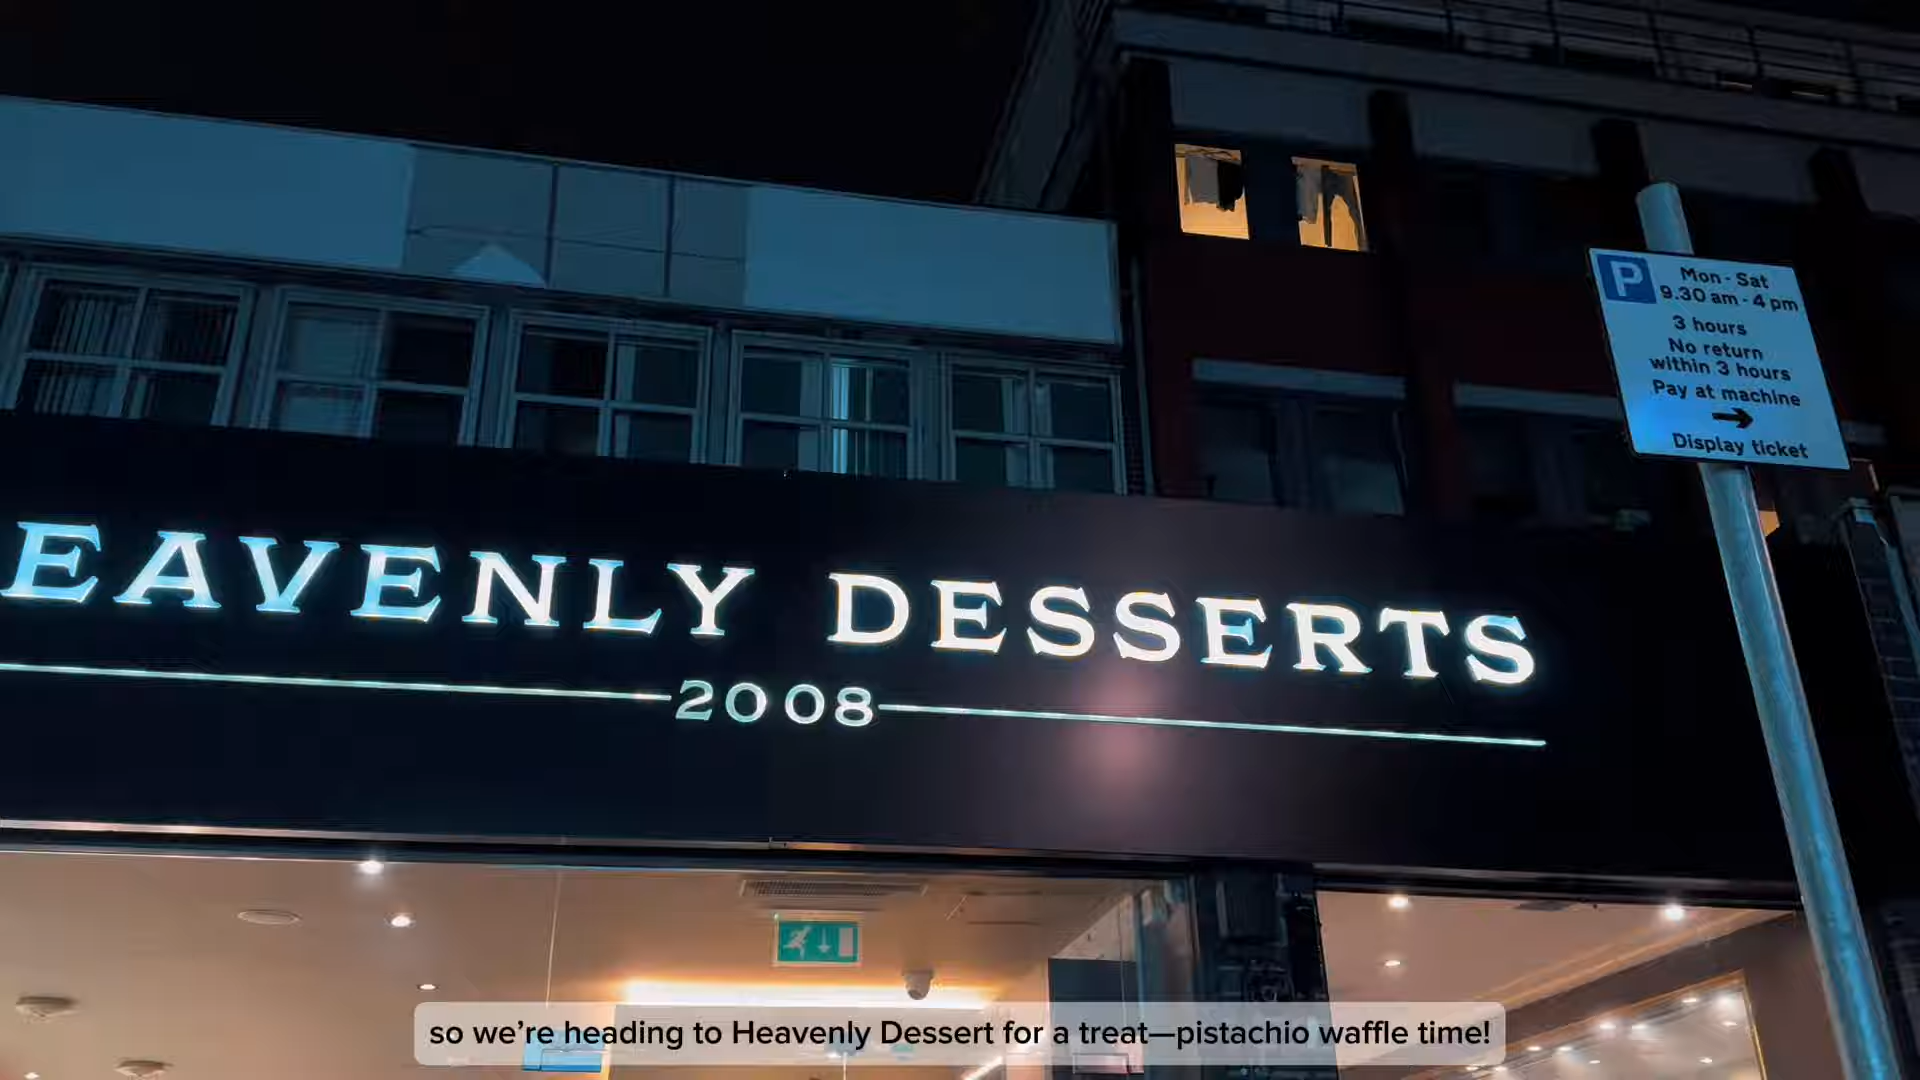 P
Mon - Sat
9.30 am - 4 pm
3 hours
No return
within 3 hours
Pay at machine
Display ticket
EAVENLY DESSERTS
2008
so we're heading to Heavenly Dessert for a treat—pistachio waffle time!